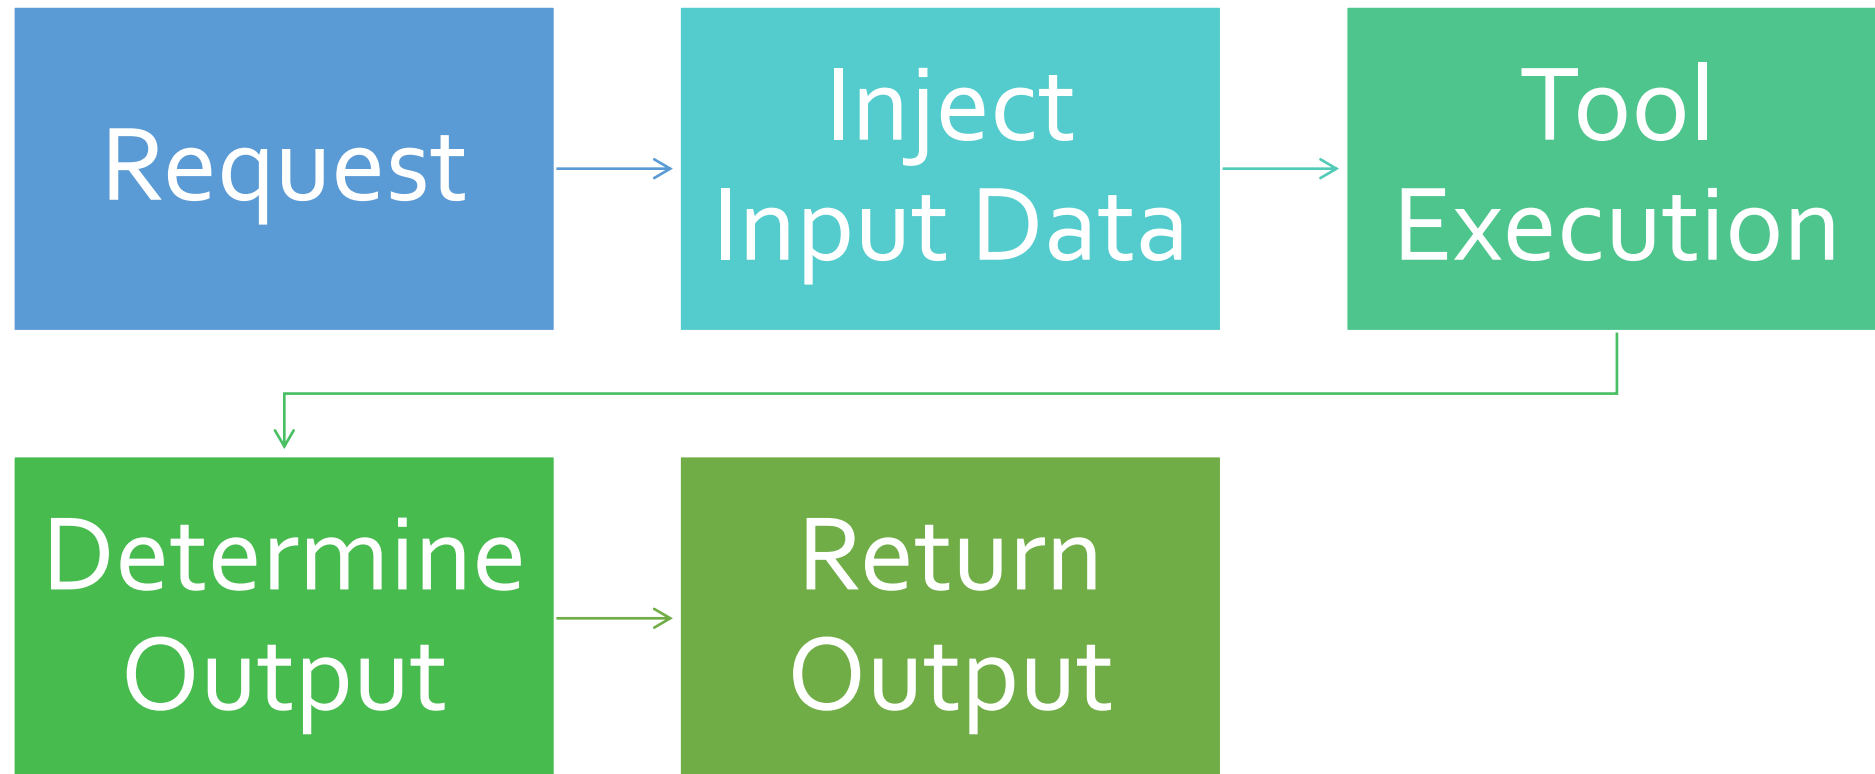 Request
Inject
Input Data
Tool
Execution
Determine
Output
Return
Output